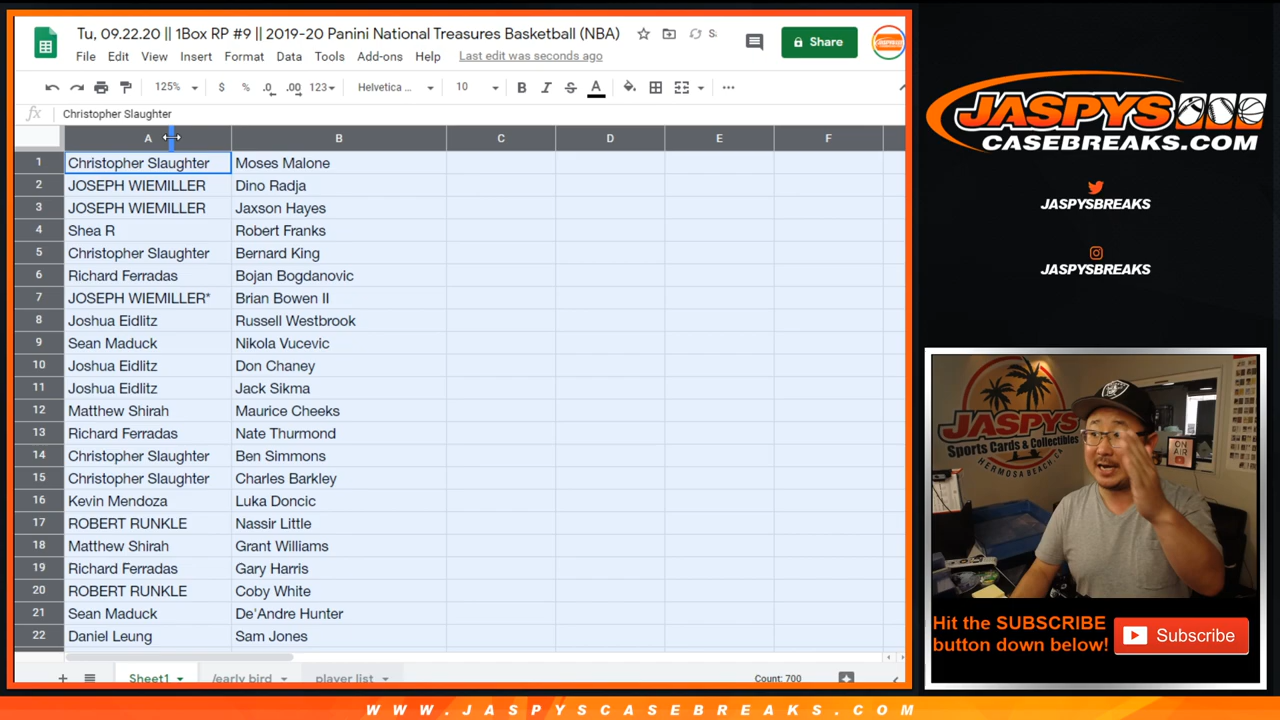 Tu, 09.22.20 || 1Box RP #9 || 2019-20 Panini National Treasures Basketball (NBA) S.
Share
File Edit View Insert Format Data Tools Add-ons Help Last edit was seconds ago
125% $ % .0 .00 123 Helvetica ... 10 B I S A
fx Christopher Slaughter
A B C D E F
1 Christopher Slaughter Moses Malone
2 JOSEPH WIEMILLER Dino Radja
3 JOSEPH WIEMILLER Jaxson Hayes
4 Shea R Robert Franks
5 Christopher Slaughter Bernard King
6 Richard Ferradas Bojan Bogdanovic
7 JOSEPH WIEMILLER* Brian Bowen II
8 Joshua Eidlitz Russell Westbrook
9 Sean Maduck Nikola Vucevic
10 Joshua Eidlitz Don Chaney
11 Joshua Eidlitz Jack Sikma
12 Matthew Shirah Maurice Cheeks
13 Richard Ferradas Nate Thurmond
14 Christopher Slaughter Ben Simmons
15 Christopher Slaughter Charles Barkley
16 Kevin Mendoza Luka Doncic
17 ROBERT RUNKLE Nassir Little
18 Matthew Shirah Grant Williams
19 Richard Ferradas Gary Harris
20 ROBERT RUNKLE Coby White
21 Sean Maduck De'Andre Hunter
22 Daniel Leung Sam Jones
Sheet1 /early bird player list Count: 700
JASPYS
CASEBREAKS.COM
JASPYSBREAKS
JASPYSBREAKS
JASPYS
Sports Cards & Collectibles
HERMOSA BEACH, CA
ON AIR
Hit the SUBSCRIBE
button down below!
Subscribe
WWW.JASPYSCASEBREAKS.COM